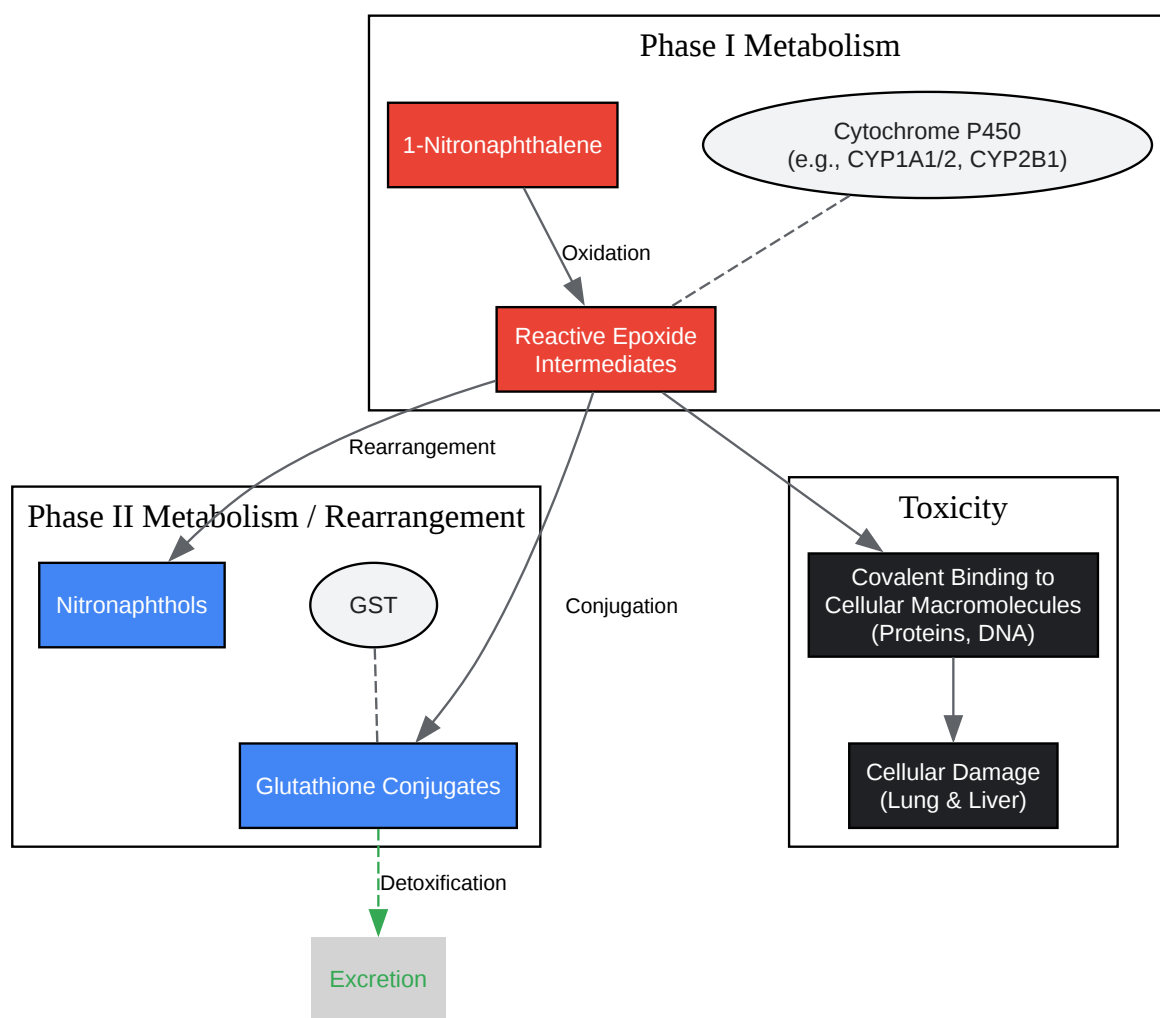 Phase I Metabolism
1-Nitronaphthalene
Cytochrome P450
(e.g., CYP1A1/2, CYP2B1)
Oxidation
Reactive Epoxide
Intermediates
Rearrangement
Phase II Metabolism / Rearrangement
Nitronaphthols
GST
Conjugation
Glutathione Conjugates
Toxicity
Covalent Binding to
Cellular Macromolecules
(Proteins, DNA)
Cellular Damage
(Lung & Liver)
Detoxification
Excretion